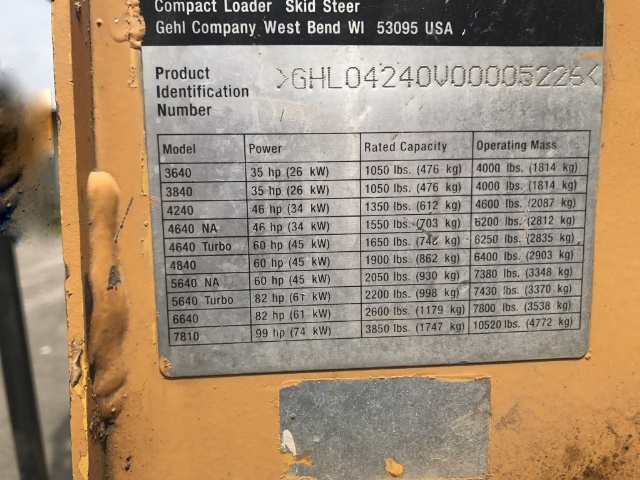 Compact Loader Skid Steer
Gehl Company West Bend WI 53095 USA
Product
Identification
Number
>GHL04240V00005226<
Model Power Rated Capacity Operating Mass
3640 35 hp (26 kW) 1050 lbs. (476 kg) 4000 lbs. (1814 kg)
3840 35 hp (26 kW) 1050 lbs. (476 kg) 4000 lbs. (1814 kg)
4240 46 hp (34 kW) 1350 lbs. (612 kg) 4600 lbs. (2087 kg)
4640 NA 46 hp (34 kW) 1550 lbs. (703 kg) 6200 lbs. (2812 kg)
4640 Turbo 60 hp (45 kW) 1650 lbs. (748 kg) 6250 lbs. (2835 kg)
4840 60 hp (45 kW) 1900 lbs. (862 kg) 6400 lbs. (2903 kg)
5640 NA 60 hp (45 kW) 2050 lbs. (930 kg) 7380 lbs. (3348 kg)
5640 Turbo 82 hp (61 kW) 2200 lbs. (998 kg) 7430 lbs. (3370 kg)
6640 82 hp (61 kW) 2600 lbs. (1179 kg) 7800 lbs. (3538 kg)
7810 99 hp (74 kW) 3850 lbs. (1747 kg) 10520 lbs. (4772 kg)